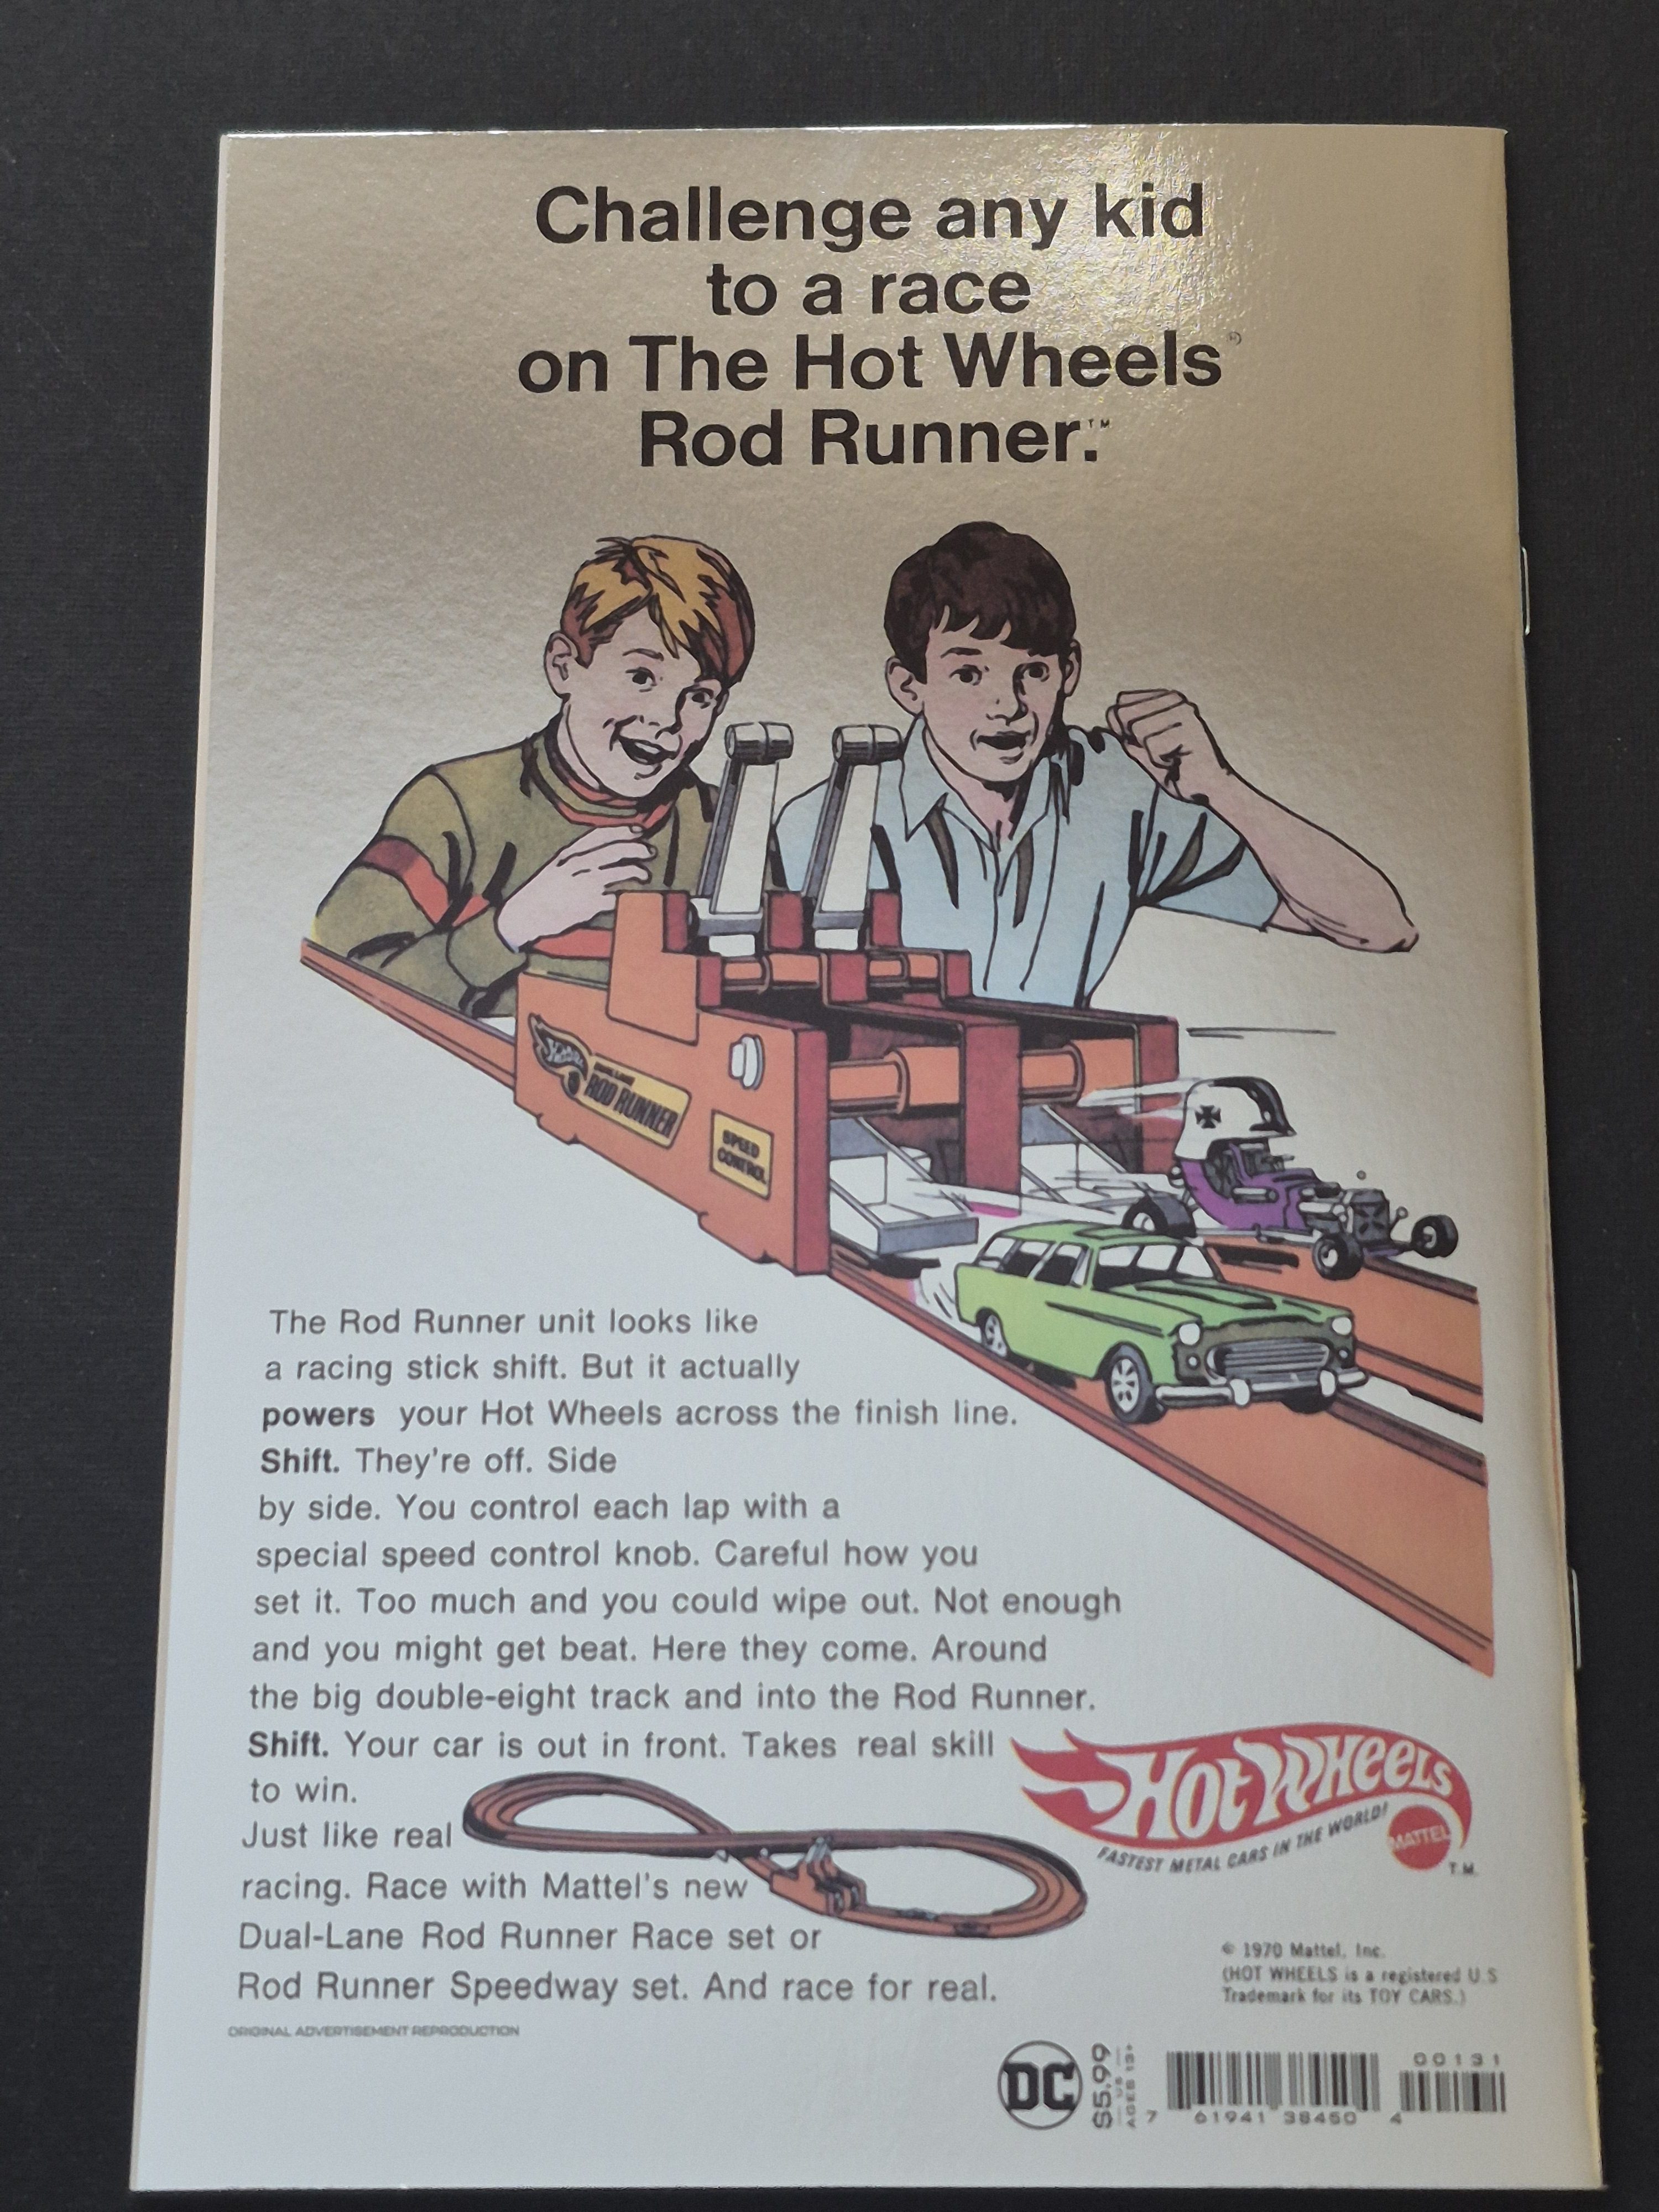 Challenge any kid
to a race
on The Hot Wheels®
Rod Runner.™
Hot Wheels
DUAL-LANE
ROD RUNNER
SPEED
CONTROL
The Rod Runner unit looks like
a racing stick shift. But it actually
powers your Hot Wheels across the finish line.
Shift. They're off. Side
by side. You control each lap with a
special speed control knob. Careful how you
set it. Too much and you could wipe out. Not enough
and you might get beat. Here they come. Around
the big double-eight track and into the Rod Runner.
Shift. Your car is out in front. Takes real skill
to win.
Just like real
racing. Race with Mattel's new
Dual-Lane Rod Runner Race set or
Rod Runner Speedway set. And race for real.
HOT WHEELS
FASTEST METAL CARS IN THE WORLD!
MATTEL
T.M.
© 1970 Mattel, Inc.
(HOT WHEELS is a registered U.S
Trademark for its TOY CARS.)
ORIGINAL ADVERTISEMENT REPRODUCTION
DC
$5.99
US
AGES 13+
00131
7 61941 38450 4